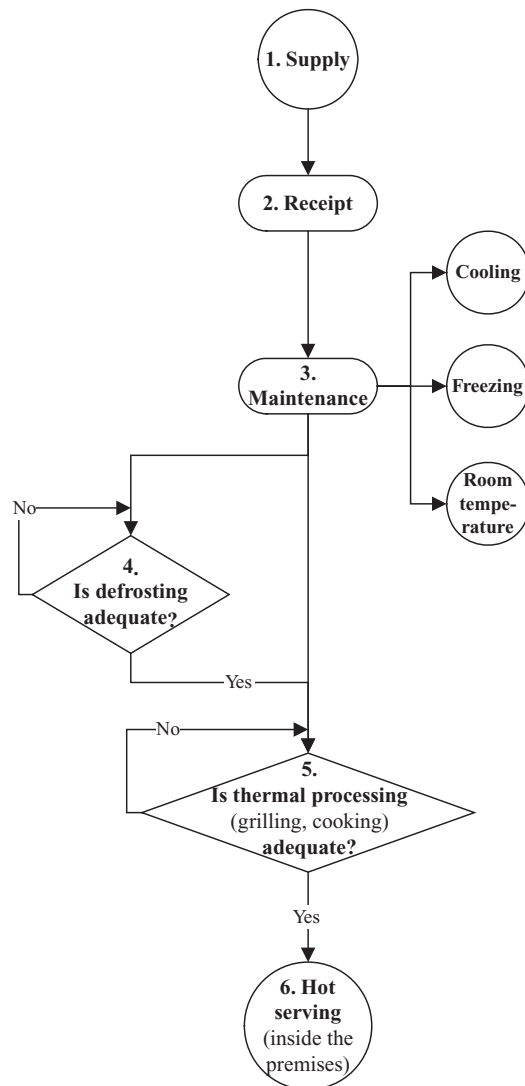 1. Supply
2. Receipt
Cooling
3.
Maintenance
Freezing
Room
tempe-
rature
No
4.
Is defrosting
adequate?
Yes
No
5.
Is thermal processing
(grilling, cooking)
adequate?
Yes
6. Hot
serving
(inside the
premises)